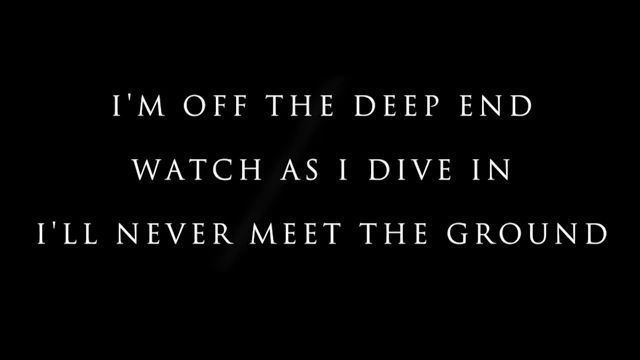 I'M OFF THE DEEP END
WATCH AS I DIVE IN
I'LL NEVER MEET THE GROUND